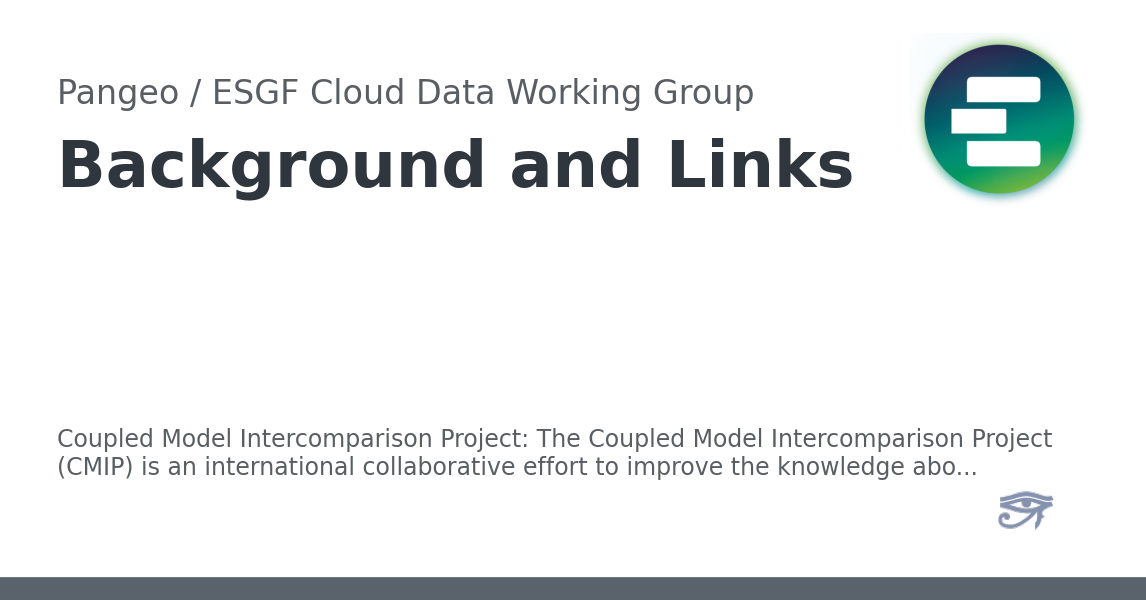 Pangeo / ESGF Cloud Data Working Group
Background and Links
Coupled Model Intercomparison Project: The Coupled Model Intercomparison Project
(CMIP) is an international collaborative effort to improve the knowledge abo...